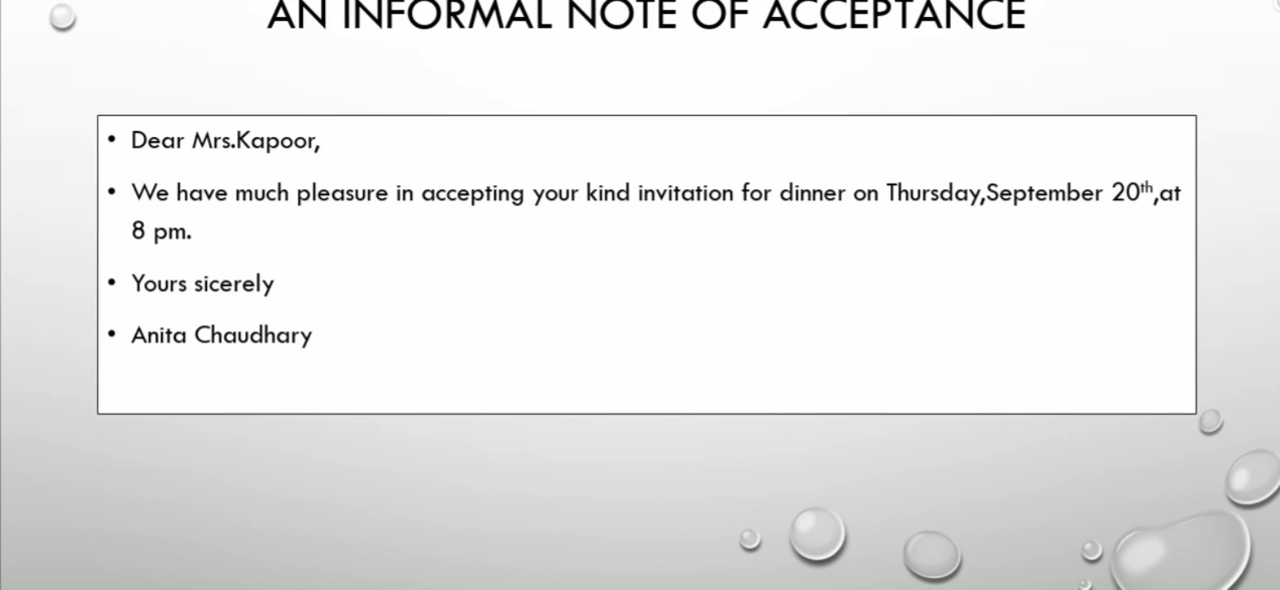 AN INFORMAL NOTE OF ACCEPTANCE
• Dear Mrs.Kapoor,
• We have much pleasure in accepting your kind invitation for dinner on Thursday,September 20th,at
8 pm.
• Yours sicerely
• Anita Chaudhary